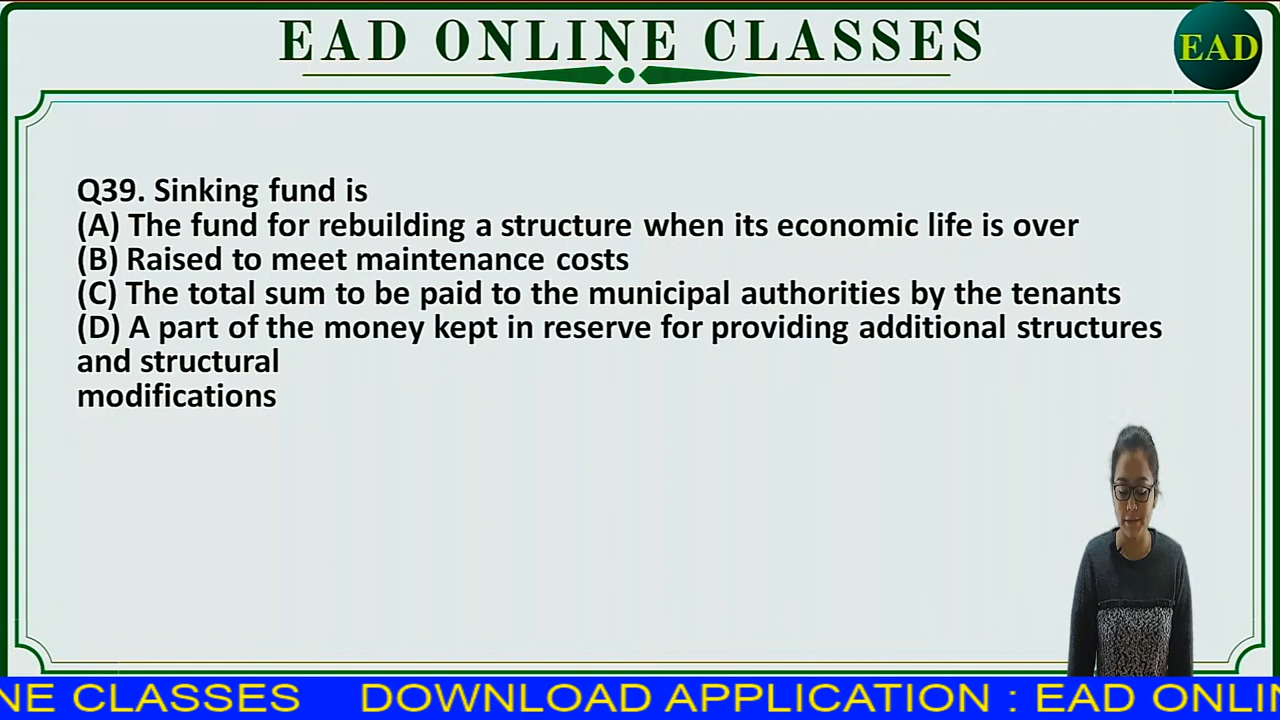 EAD ONLINE CLASSES
EAD
Q39. Sinking fund is
(A) The fund for rebuilding a structure when its economic life is over
(B) Raised to meet maintenance costs
(C) The total sum to be paid to the municipal authorities by the tenants
(D) A part of the money kept in reserve for providing additional structures
and structural
modifications
NE CLASSES DOWNLOAD APPLICATION : EAD ONLIN